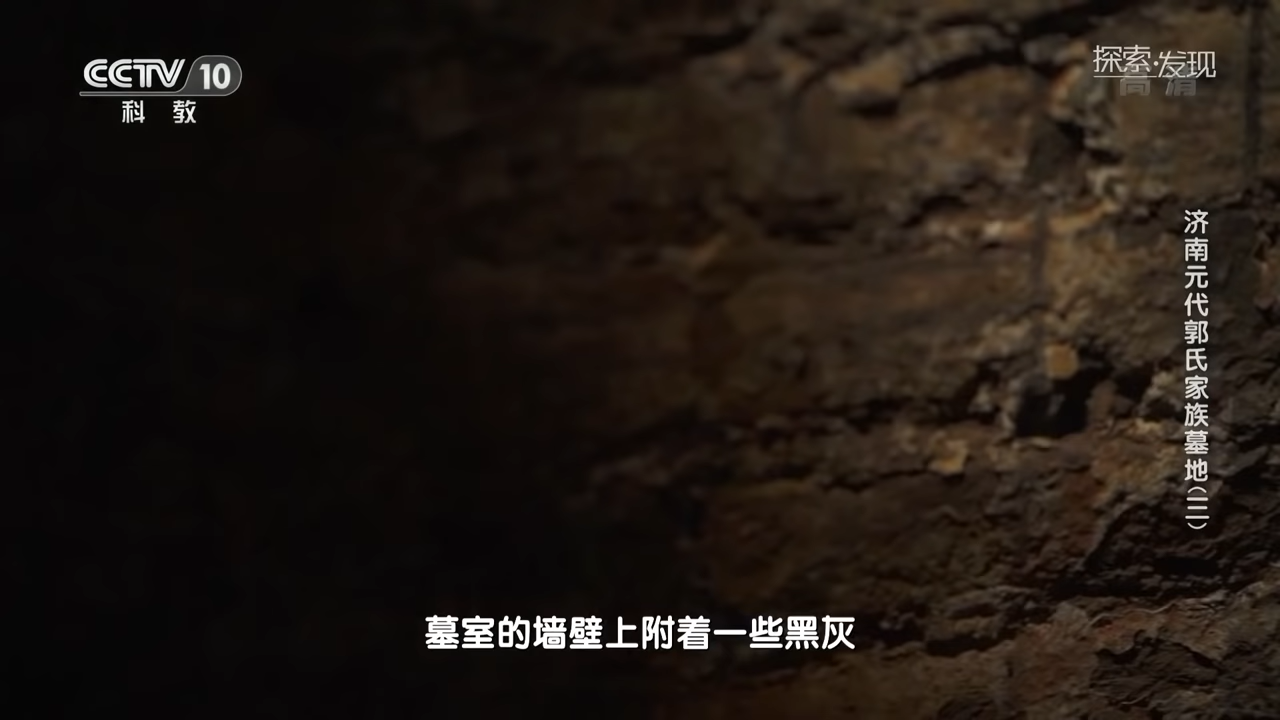 CCTV 10
科教
探索·发现
高清
济南元代郭氏家族墓地(三)
墓室的墙壁上附着一些黑灰